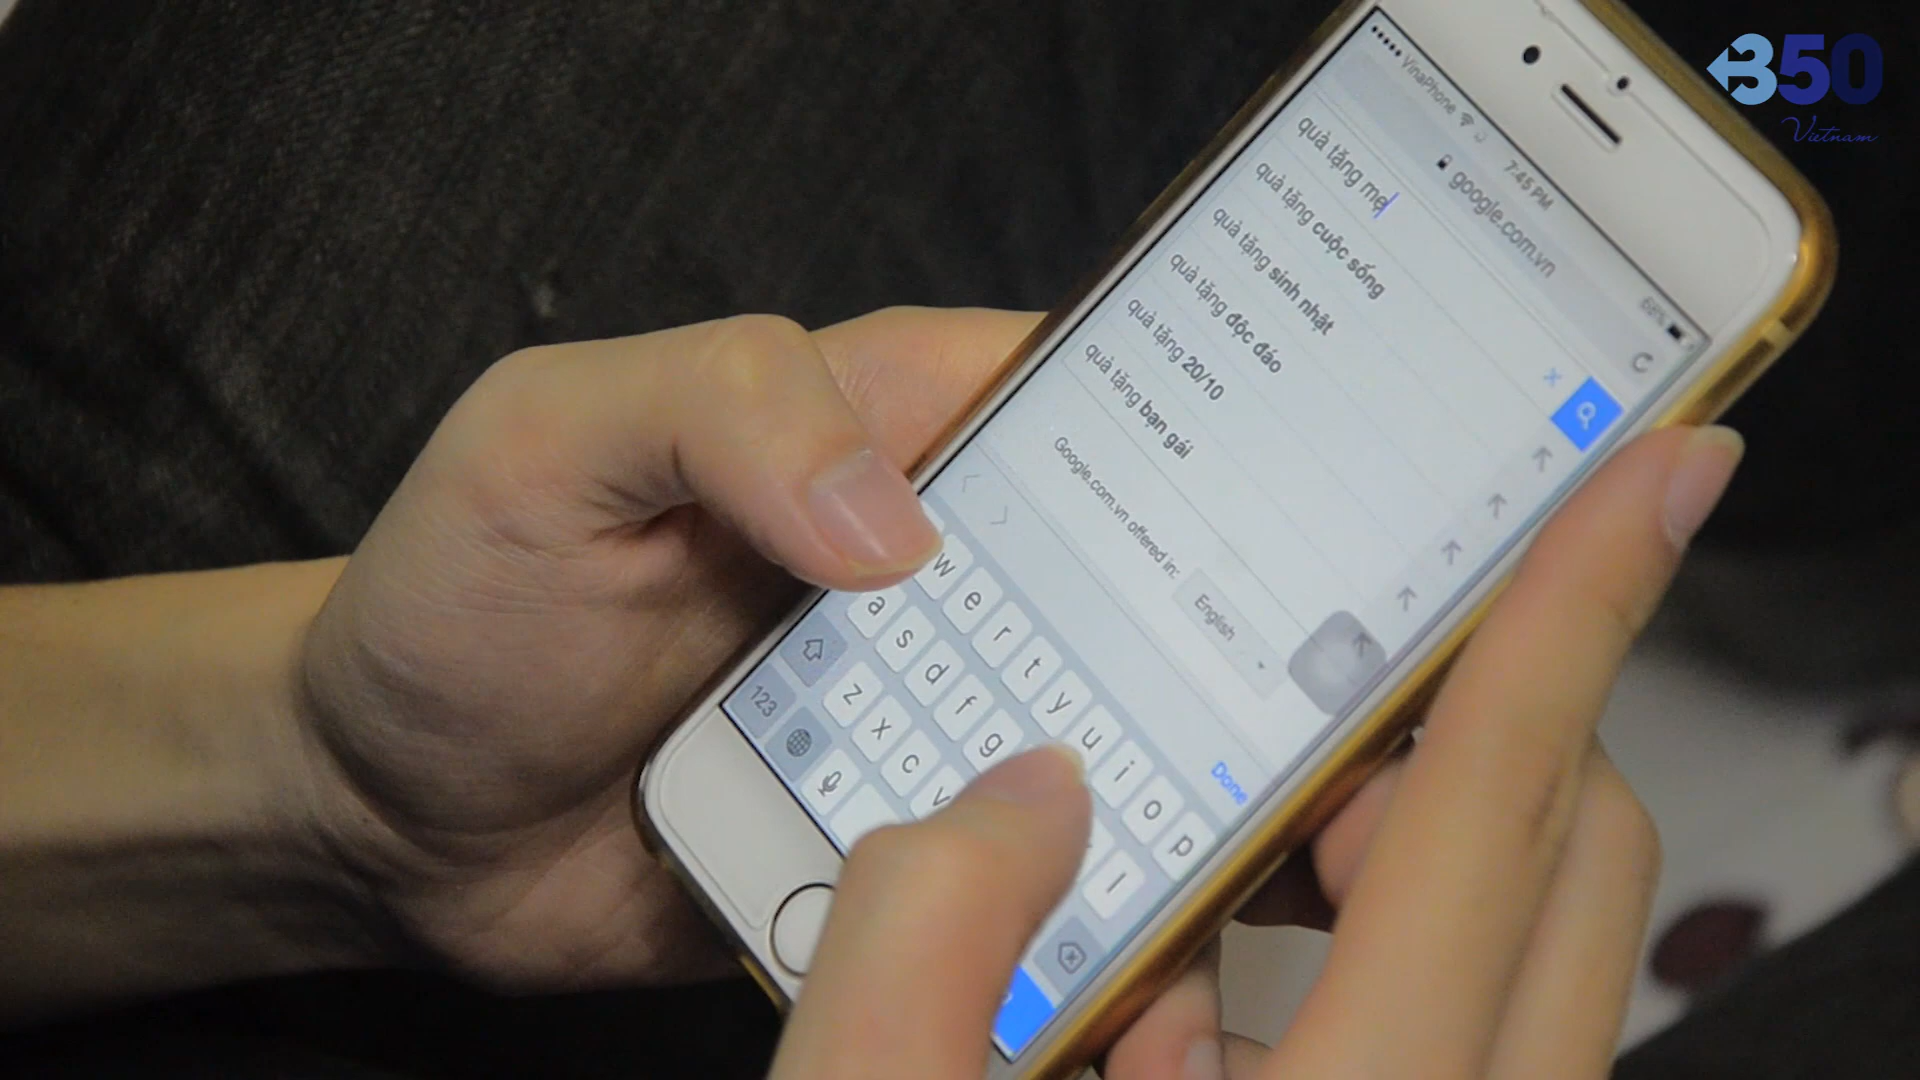 350
Vietnam
VinaPhone 7:45 PM 68%
google.com.vn
quà tặng mẹ
quà tặng cuộc sống
quà tặng sinh nhật
quà tặng độc đáo
quà tặng 20/10
quà tặng bạn gái
Google.com.vn offered in: English
Done
w e r t y u i o p
a s d f g l
z x c v
123